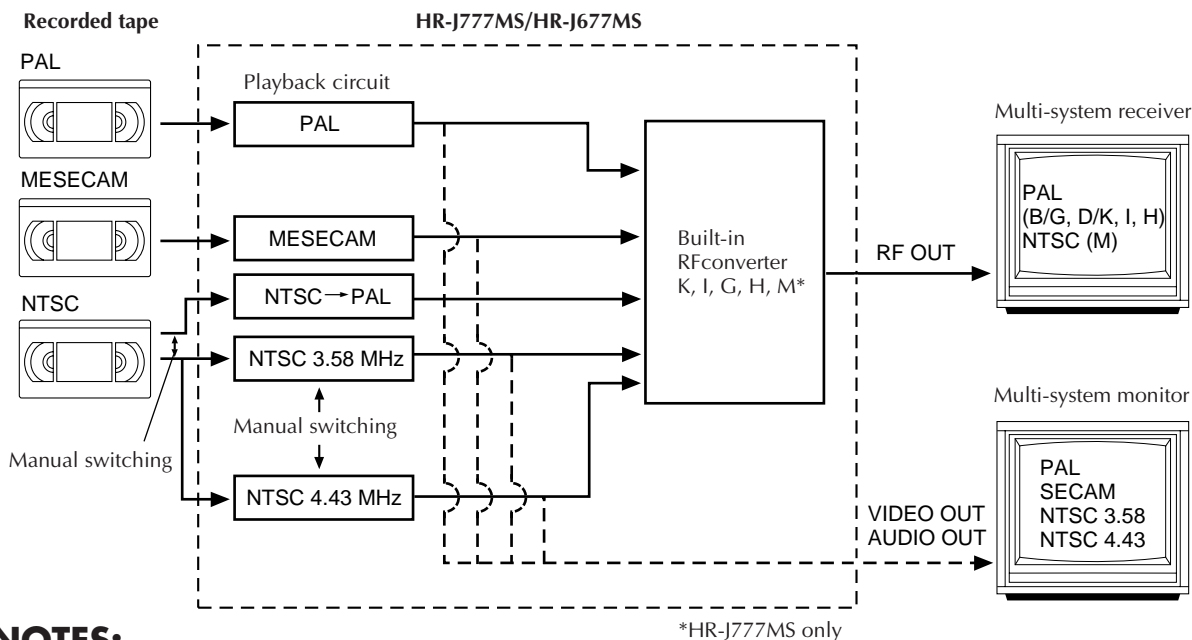 Recorded tape
HR-J777MS/HR-J677MS
PAL
Playback circuit
PAL
MESECAM
MESECAM
NTSC
NTSC→PAL
NTSC 3.58 MHz
Manual switching
Manual switching
NTSC 4.43 MHz
Built-in
RFconverter
K, I, G, H, M*
RF OUT
Multi-system receiver
PAL
(B/G, D/K, I, H)
NTSC (M)
Multi-system monitor
PAL
SECAM
NTSC 3.58
NTSC 4.43
VIDEO OUT
AUDIO OUT
*HR-J777MS only
NOTES: